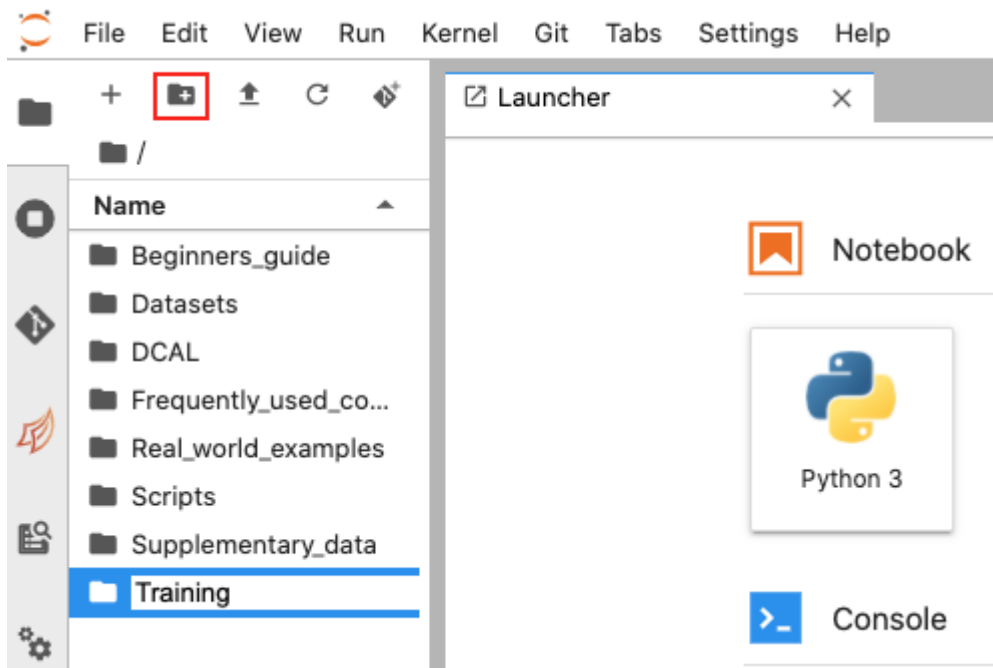 File Edit View Run Kernel Git Tabs Settings Help
Launcher
/
Name
Beginners_guide
Datasets
DCAL
Frequently_used_co...
Real_world_examples
Scripts
Supplementary_data
Training
Notebook
Python 3
Console